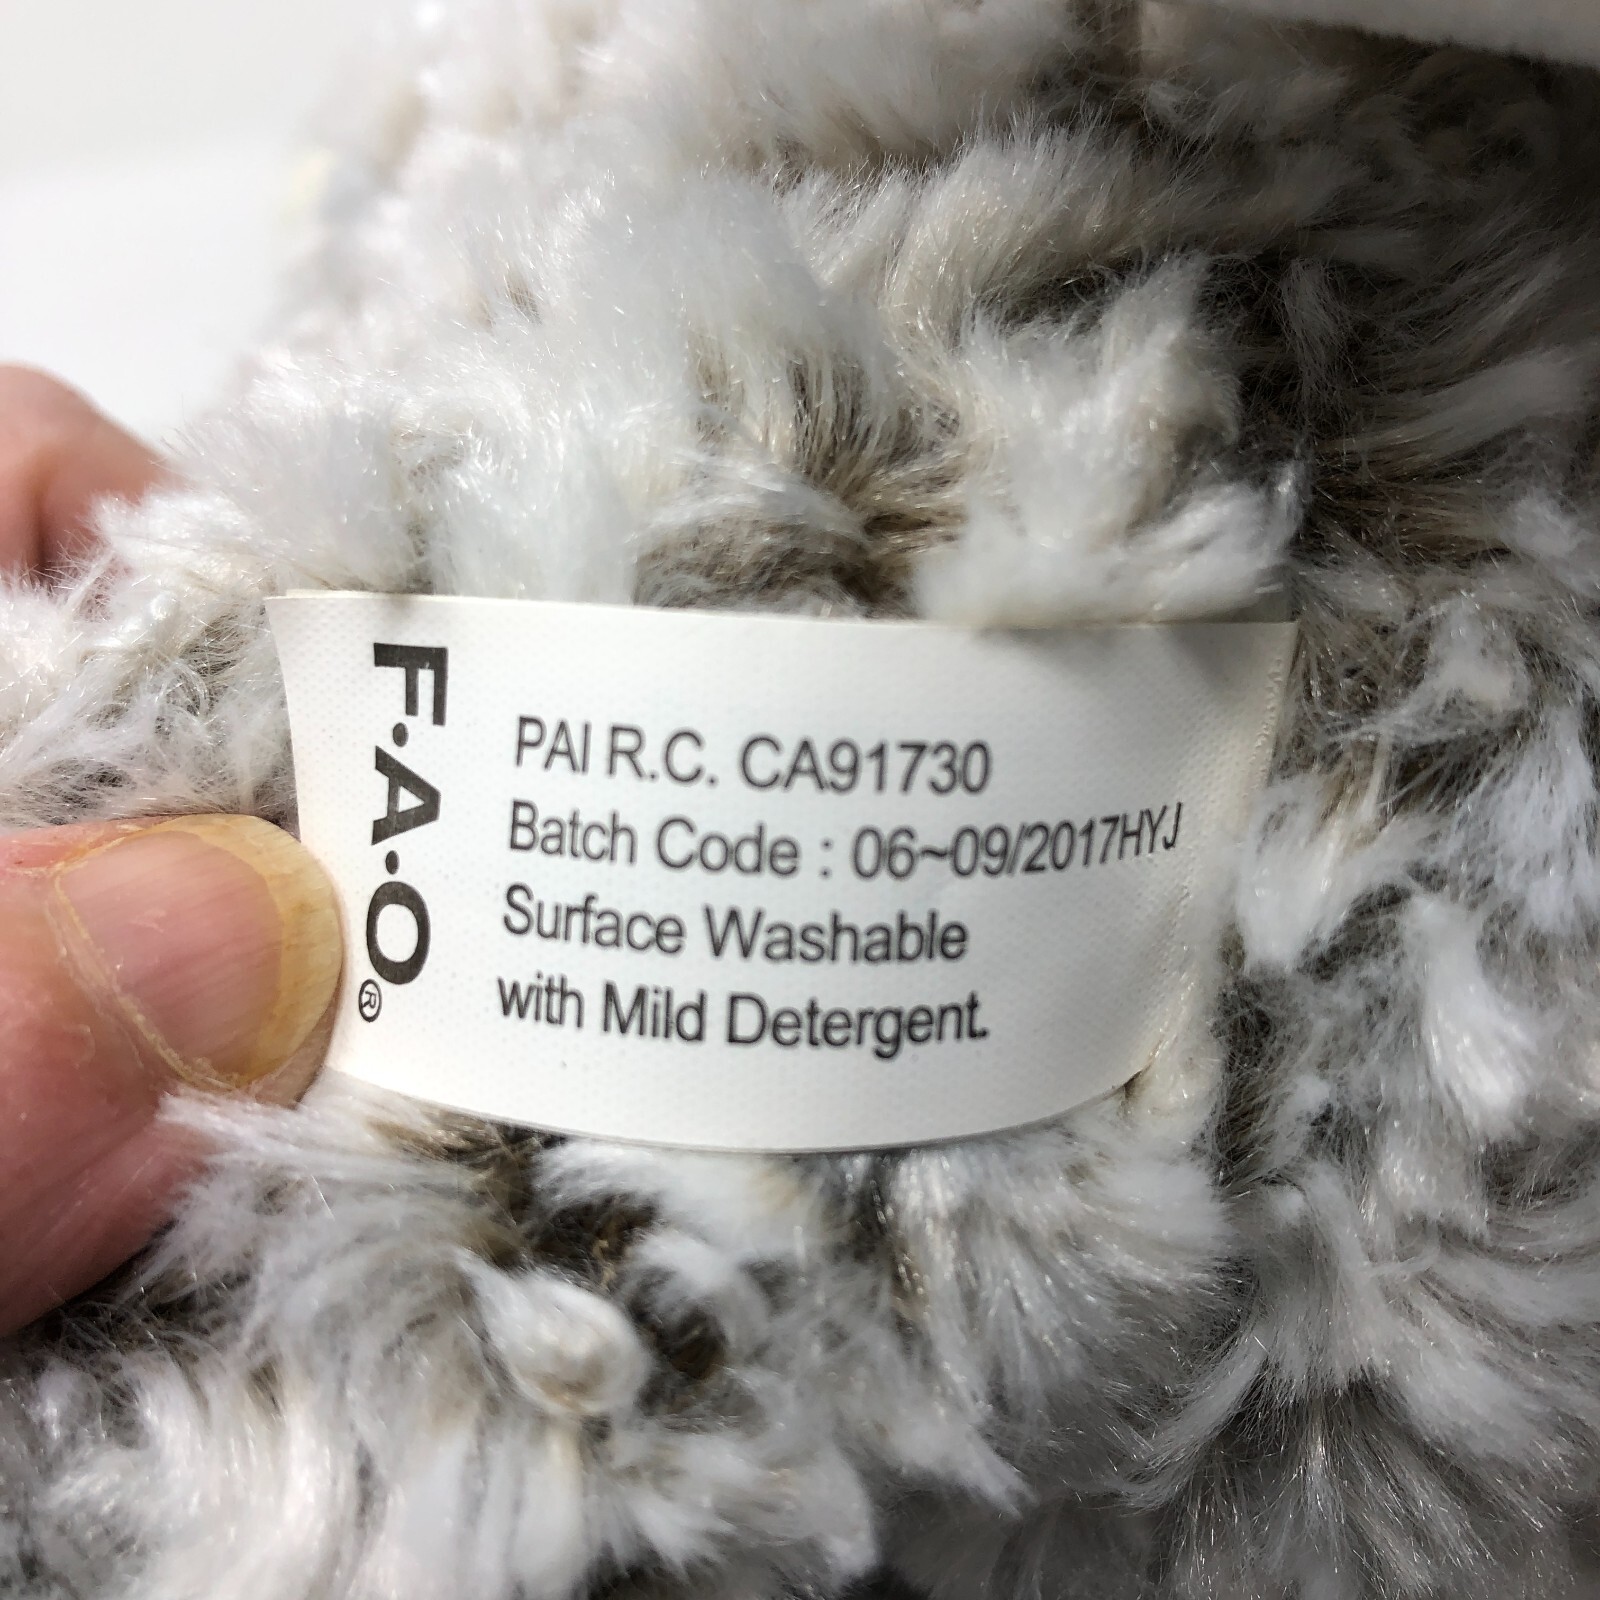 F·A·O®
PAI R.C. CA91730
Batch Code : 06~09/2017HYJ
Surface Washable
with Mild Detergent.